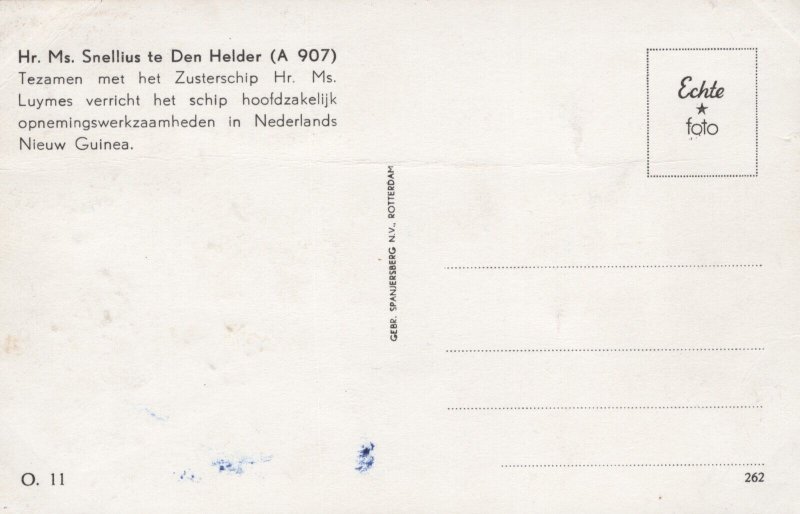 Hr. Ms. Snellius te Den Helder (A 907)
Tezamen met het Zusterschip Hr. Ms.
Luymes verricht het schip hoofdzakelijk
opnemingswerkzaamheden in Nederlands
Nieuw Guinea.
Echte
foto
GEBR. SPANJERSBERG N.V., ROTTERDAM
O. 11
262